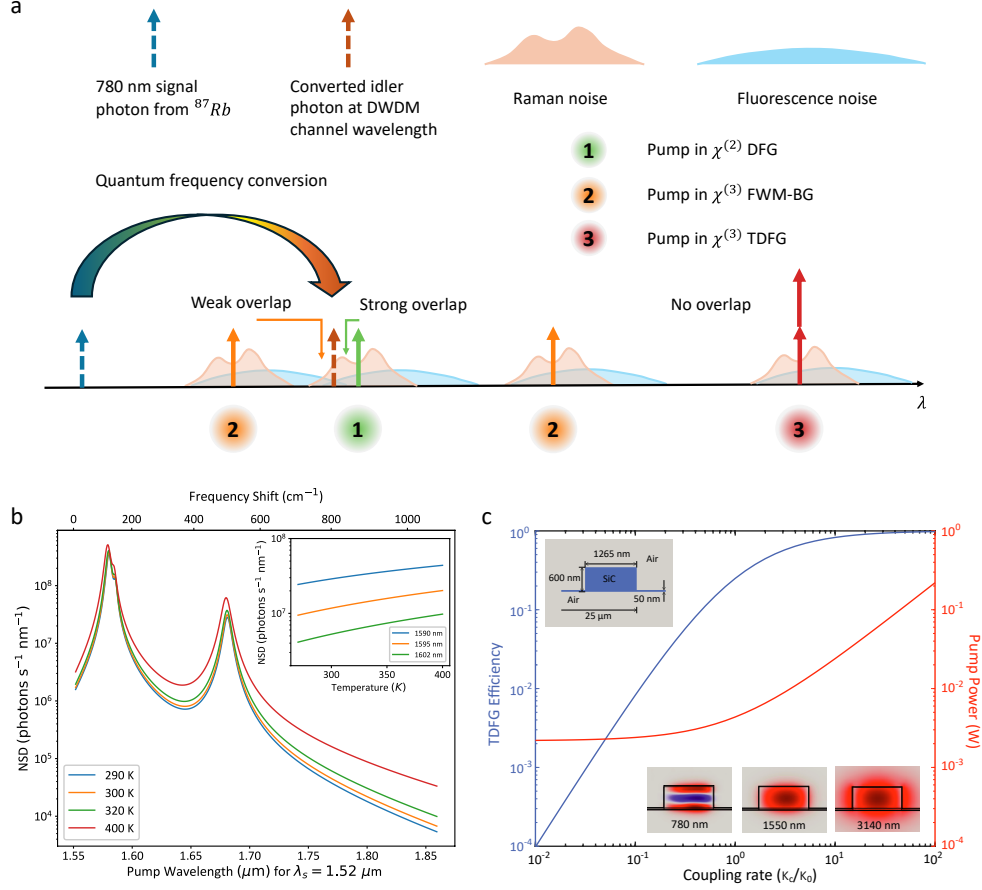 a
780 nm signal
photon from ⁸⁷Rb
Converted idler
photon at DWDM
channel wavelength
Raman noise
Fluorescence noise
1 Pump in χ⁽²⁾ DFG
2 Pump in χ⁽³⁾ FWM-BG
3 Pump in χ⁽³⁾ TDFG
Quantum frequency conversion
Weak overlap
Strong overlap
No overlap
λ
2
1
2
3
b
Frequency Shift (cm⁻¹)
0 200 400 600 800 1000
NSD (photons s⁻¹ nm⁻¹)
10⁸
10⁷
10⁶
10⁵
10⁴
290 K
300 K
320 K
400 K
1.55 1.60 1.65 1.70 1.75 1.80 1.85
Pump Wavelength (μm) for λₛ = 1.52 μm
NSD (photons s⁻¹ nm⁻¹)
10⁸
10⁷
1590 nm
1595 nm
1602 nm
300 350 400
Temperature (K)
c
TDFG Efficiency
10⁰
10⁻¹
10⁻²
10⁻³
10⁻⁴
1265 nm
Air
600 nm
SiC
Air
50 nm
25 μm
780 nm
1550 nm
3140 nm
10⁻² 10⁻¹ 10⁰ 10¹ 10²
Coupling rate (κc/κ0)
10⁰
10⁻¹
10⁻²
10⁻³
10⁻⁴
Pump Power (W)